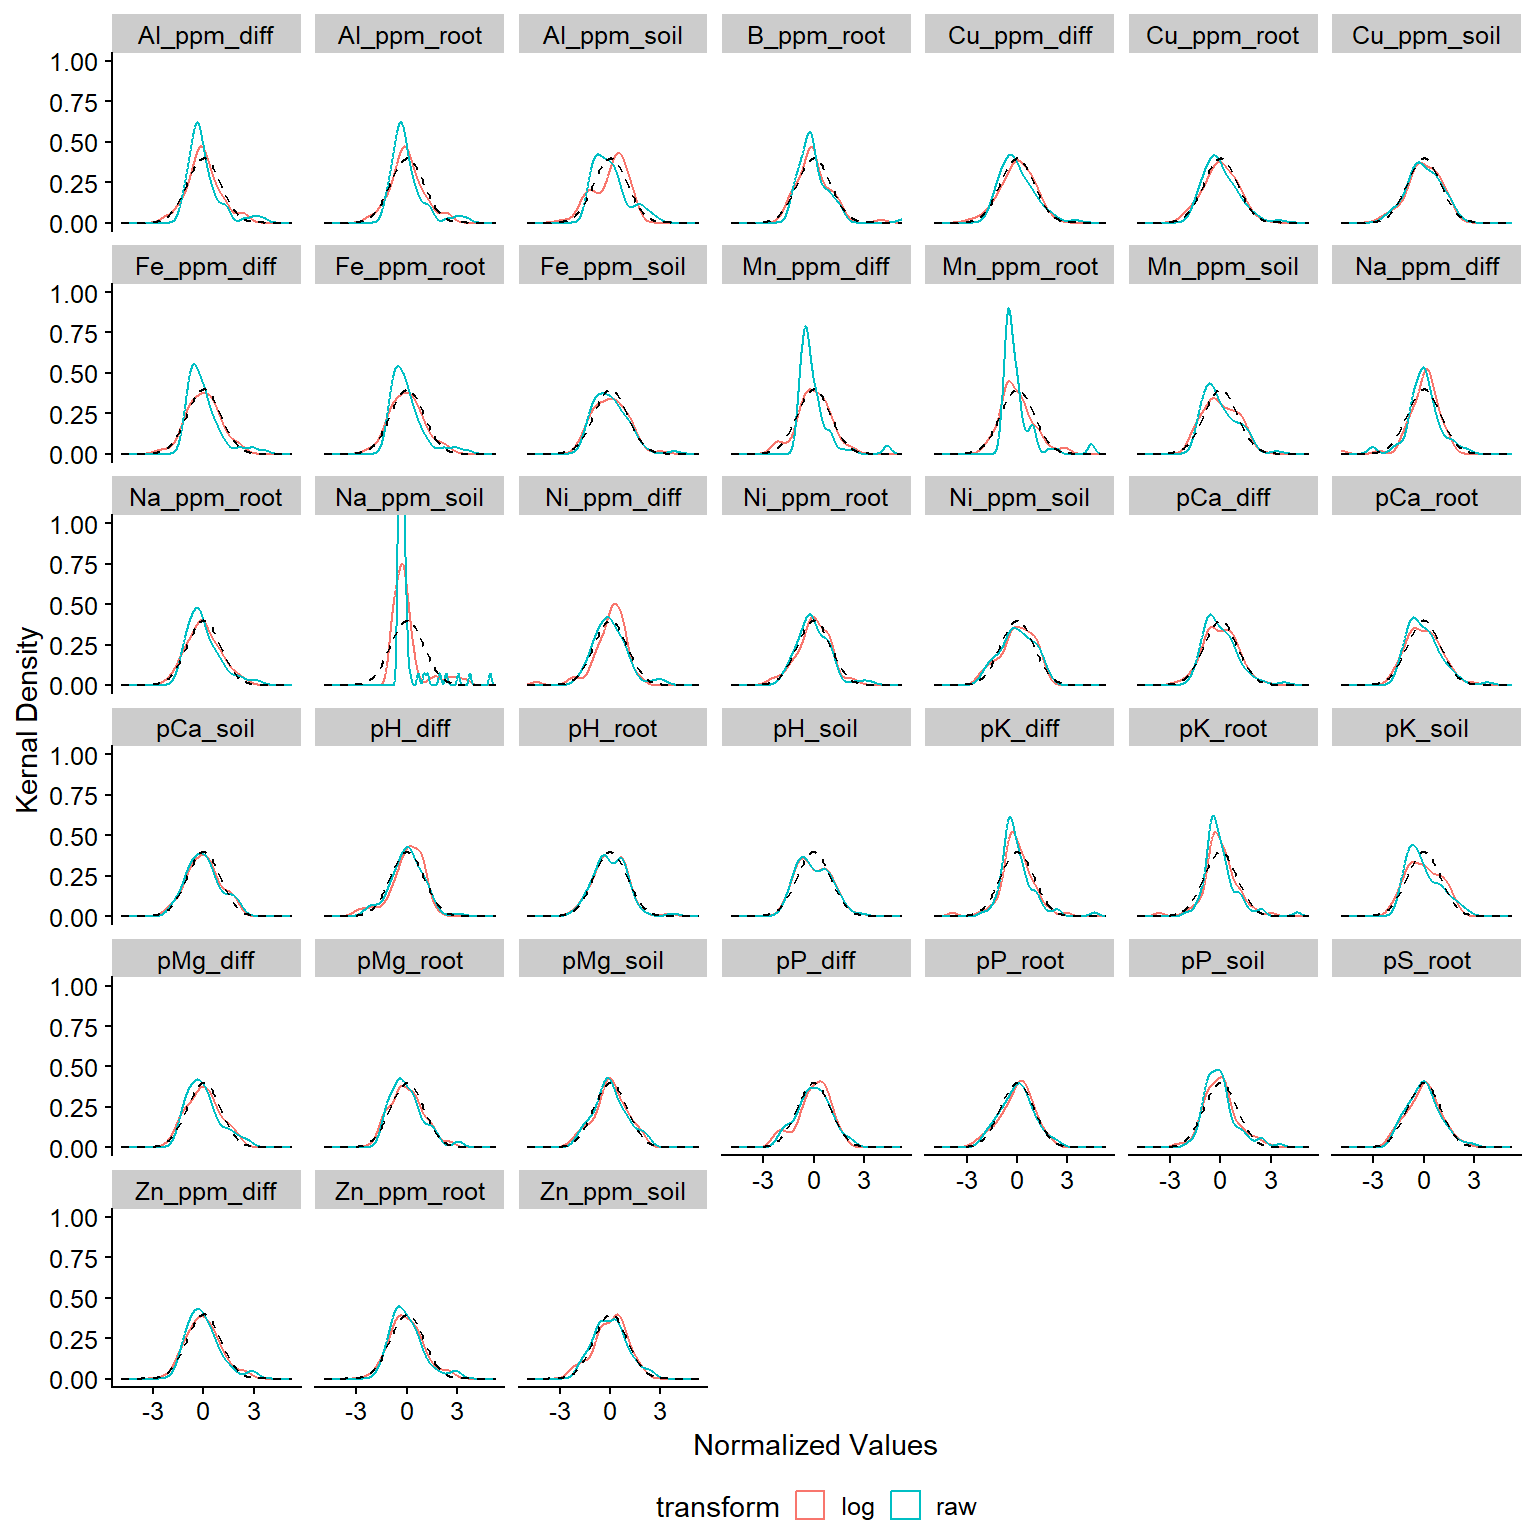 Al_ppm_diff Al_ppm_root Al_ppm_soil B_ppm_root Cu_ppm_diff Cu_ppm_root Cu_ppm_soil
1.00
0.75
0.50
0.25
0.00
Fe_ppm_diff Fe_ppm_root Fe_ppm_soil Mn_ppm_diff Mn_ppm_root Mn_ppm_soil Na_ppm_diff
1.00
0.75
0.50
0.25
0.00
Na_ppm_root Na_ppm_soil Ni_ppm_diff Ni_ppm_root Ni_ppm_soil pCa_diff pCa_root
1.00
0.75
0.50
0.25
0.00
Kernal Density
pCa_soil pH_diff pH_root pH_soil pK_diff pK_root pK_soil
1.00
0.75
0.50
0.25
0.00
pMg_diff pMg_root pMg_soil pP_diff pP_root pP_soil pS_root
1.00
0.75
0.50
0.25
0.00
-3 0 3 -3 0 3 -3 0 3 -3 0 3
Zn_ppm_diff Zn_ppm_root Zn_ppm_soil
1.00
0.75
0.50
0.25
0.00
-3 0 3 -3 0 3 -3 0 3
Normalized Values
transform log raw